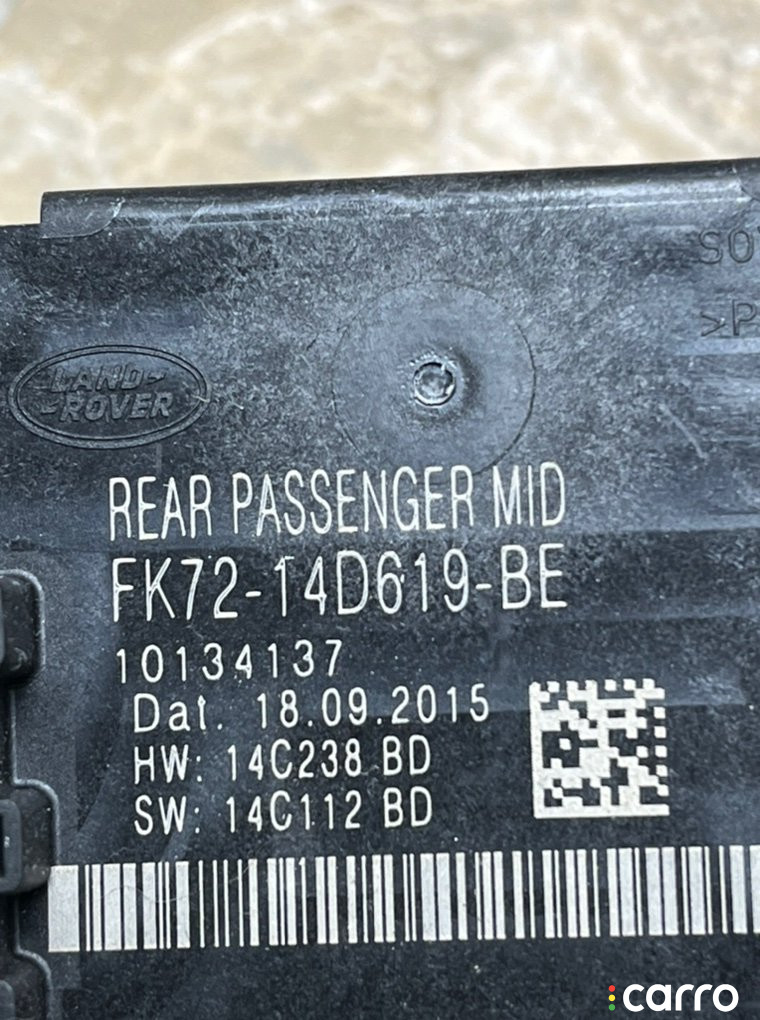 LAND
ROVER
REAR PASSENGER MID
FK72-14D619-BE
10134137
Dat. 18.09.2015
HW: 14C238 BD
SW: 14C112 BD
carro